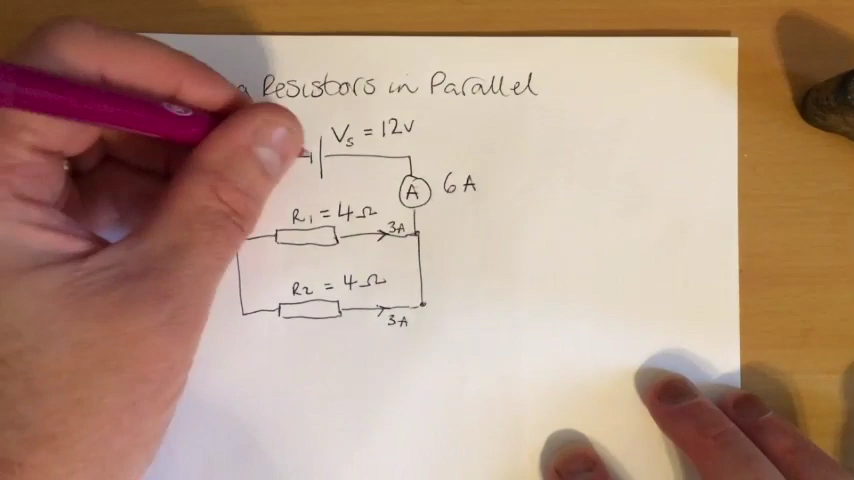 Resistors in Parallel
Vs = 12V
A 6A
R1 = 4Ω
3A
R2 = 4Ω
3A